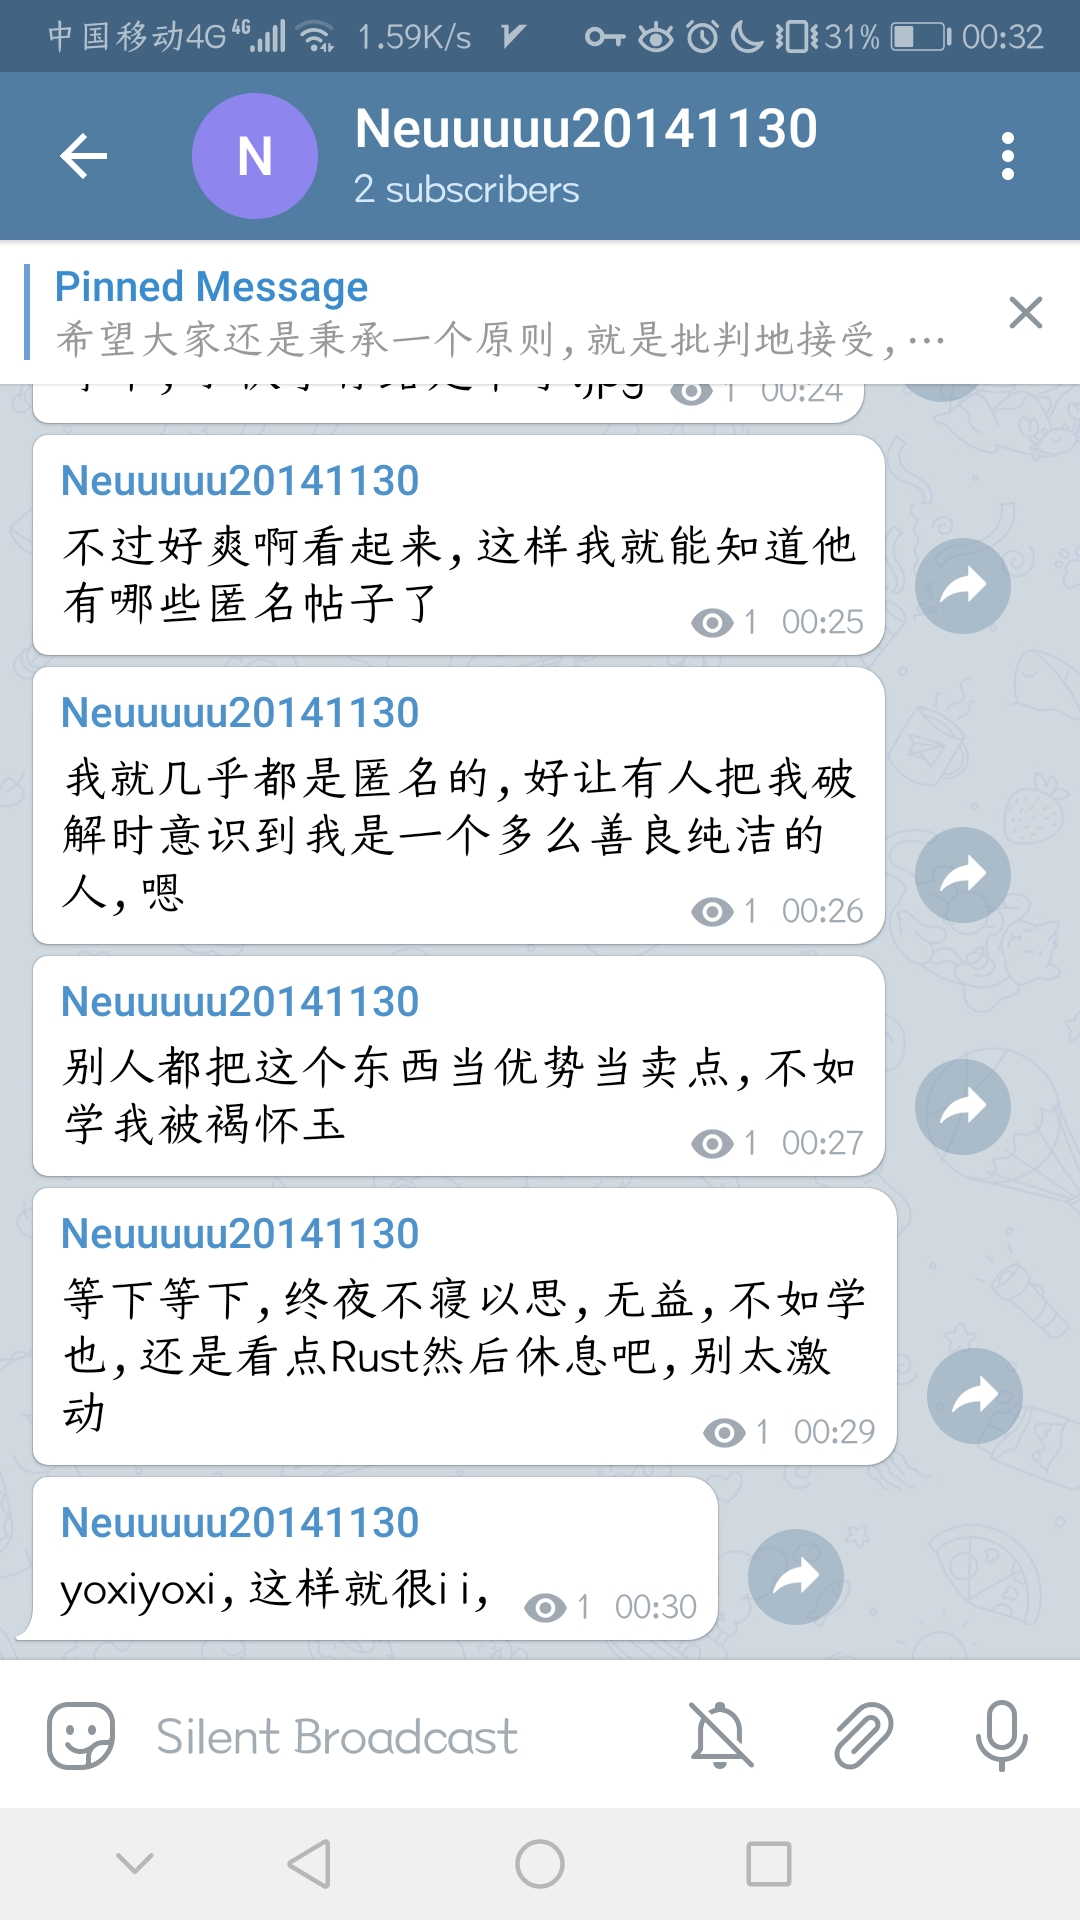 中国移动4G 4G 1.59K/s 31% 00:32
N
Neuuuuu20141130
2 subscribers
Pinned Message
希望大家还是秉承一个原则,就是批判地接受,…
.jpg 1 00:24
Neuuuuu20141130
不过好爽啊看起来,这样我就能知道他
有哪些匿名帖子了
1 00:25
Neuuuuu20141130
我就几乎都是匿名的,好让有人把我破
解时意识到我是一个多么善良纯洁的
人,嗯
1 00:26
Neuuuuu20141130
别人都把这个东西当优势当卖点,不如
学我被褐怀玉
1 00:27
Neuuuuu20141130
等下等下,终夜不寝以思,无益,不如学
也,还是看点Rust然后休息吧,别太激
动
1 00:29
Neuuuuu20141130
yoxiyoxi,这样就很i i,
1 00:30
Silent Broadcast